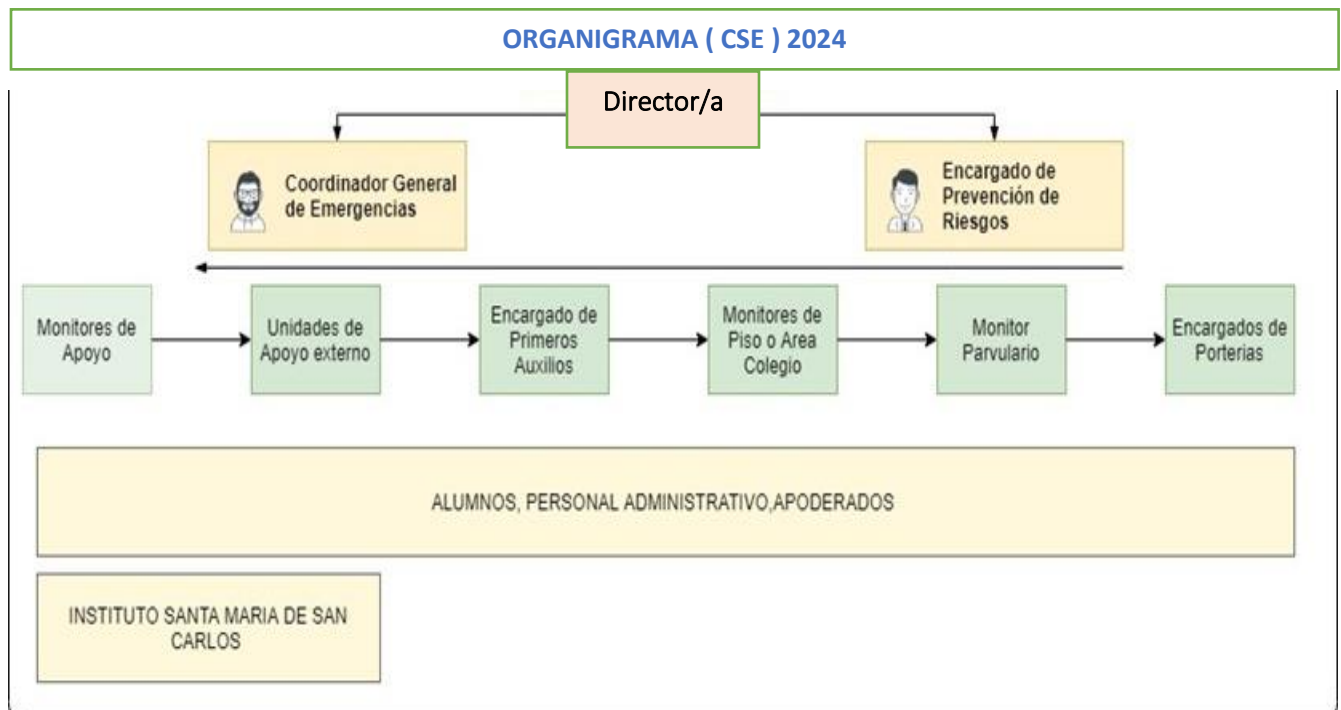 ORGANIGRAMA ( CSE ) 2024
Director/a
Coordinador General
de Emergencias
Encargado de
Prevención de
Riesgos
Monitores de
Apoyo
Unidades de
Apoyo externo
Encargado de
Primeros
Auxilios
Monitores de
Piso o Area
Colegio
Monitor
Parvulario
Encargados de
Porterias
ALUMNOS, PERSONAL ADMINISTRATIVO,APODERADOS
INSTITUTO SANTA MARIA DE SAN
CARLOS